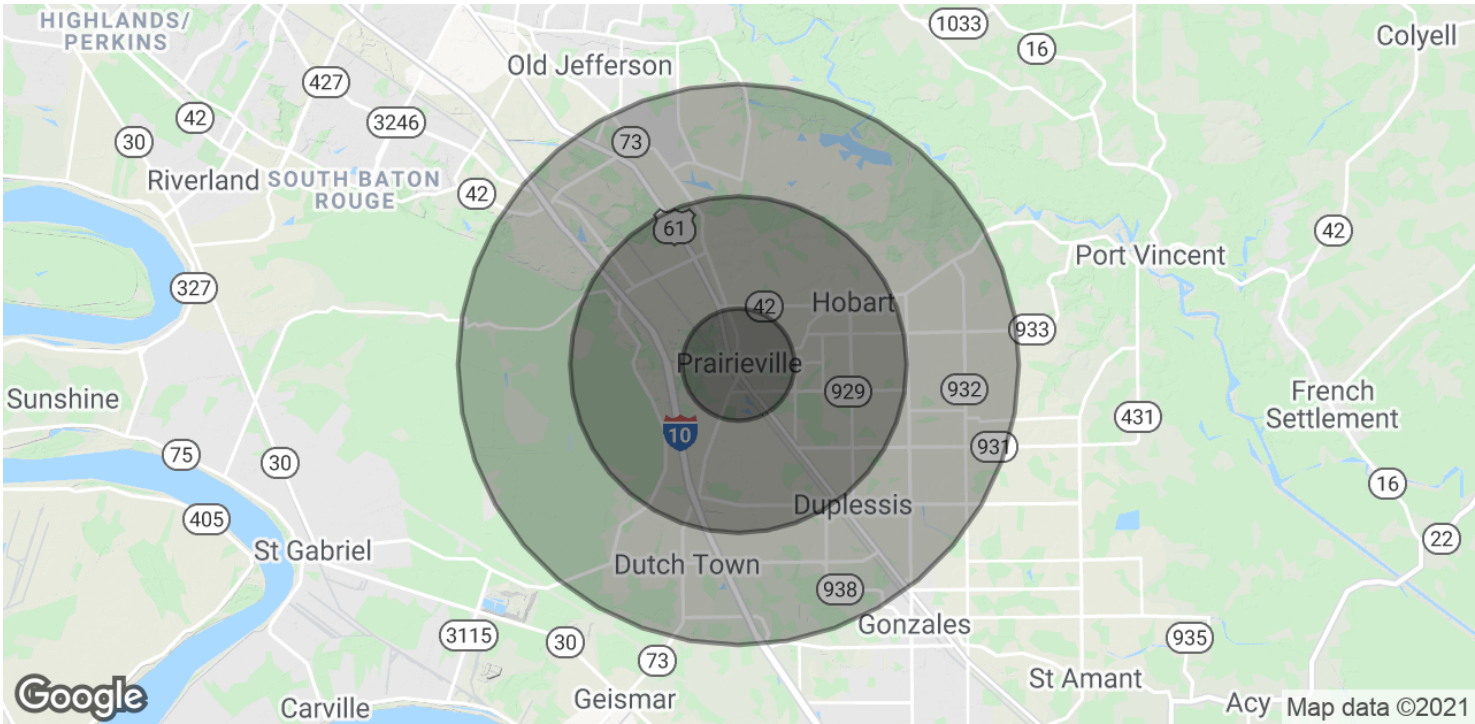 HIGHLANDS/
PERKINS
1033
16
Colyell
Old Jefferson
427
42
3246
30
73
Riverland
SOUTH BATON
ROUGE
42
61
42
Port Vincent
327
42
Hobart
933
Prairieville
929
932
Sunshine
French
Settlement
431
10
931
75
30
16
405
Duplessis
22
St Gabriel
Dutch Town
938
Gonzales
3115
30
73
935
St Amant
Geismar
Acy
Google
Carville
Map data ©2021